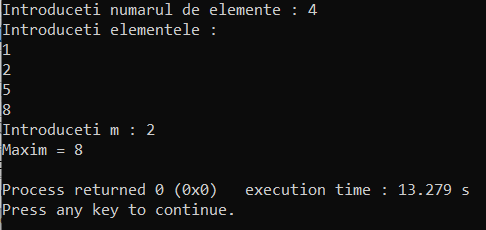 Introduceti numarul de elemente : 4
Introduceti elementele :
1
2
5
8
Introduceti m : 2
Maxim = 8
Process returned 0 (0x0)   execution time : 13.279 s
Press any key to continue.